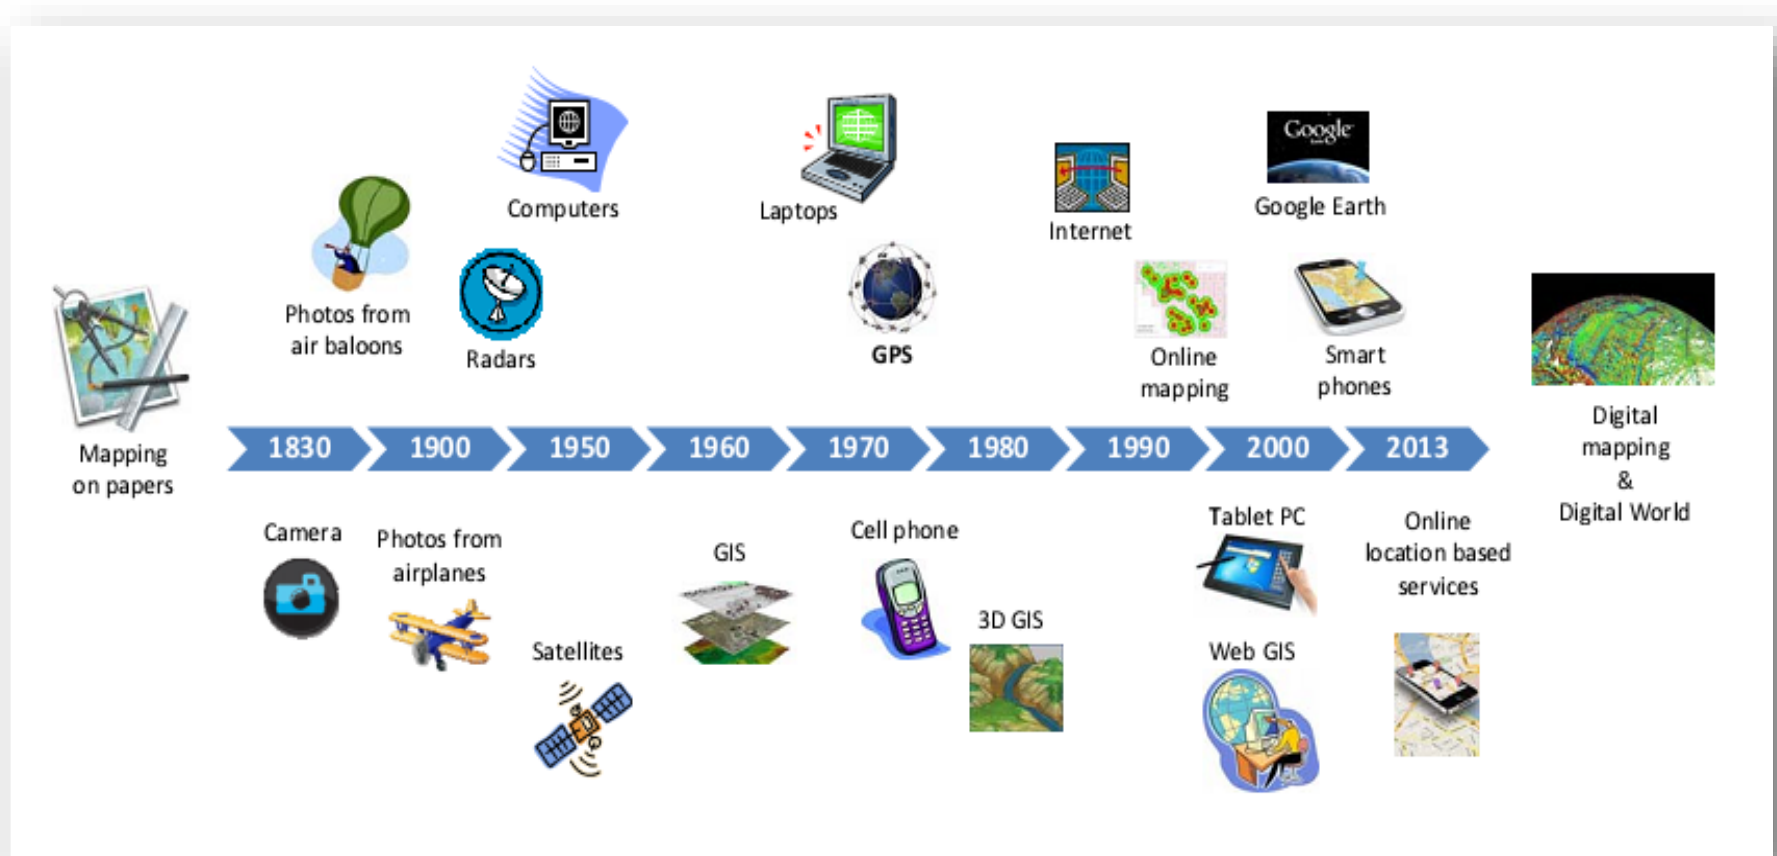 Computers
Laptops
Google
Google Earth
Internet
Photos from
air baloons
Radars
GPS
Online
mapping
Smart
phones
Mapping
on papers
1830
1900
1950
1960
1970
1980
1990
2000
2013
Digital
mapping
&
Digital World
Camera
Photos from
airplanes
Satellites
GIS
Cell phone
3D GIS
Tablet PC
Web GIS
Online
location based
services